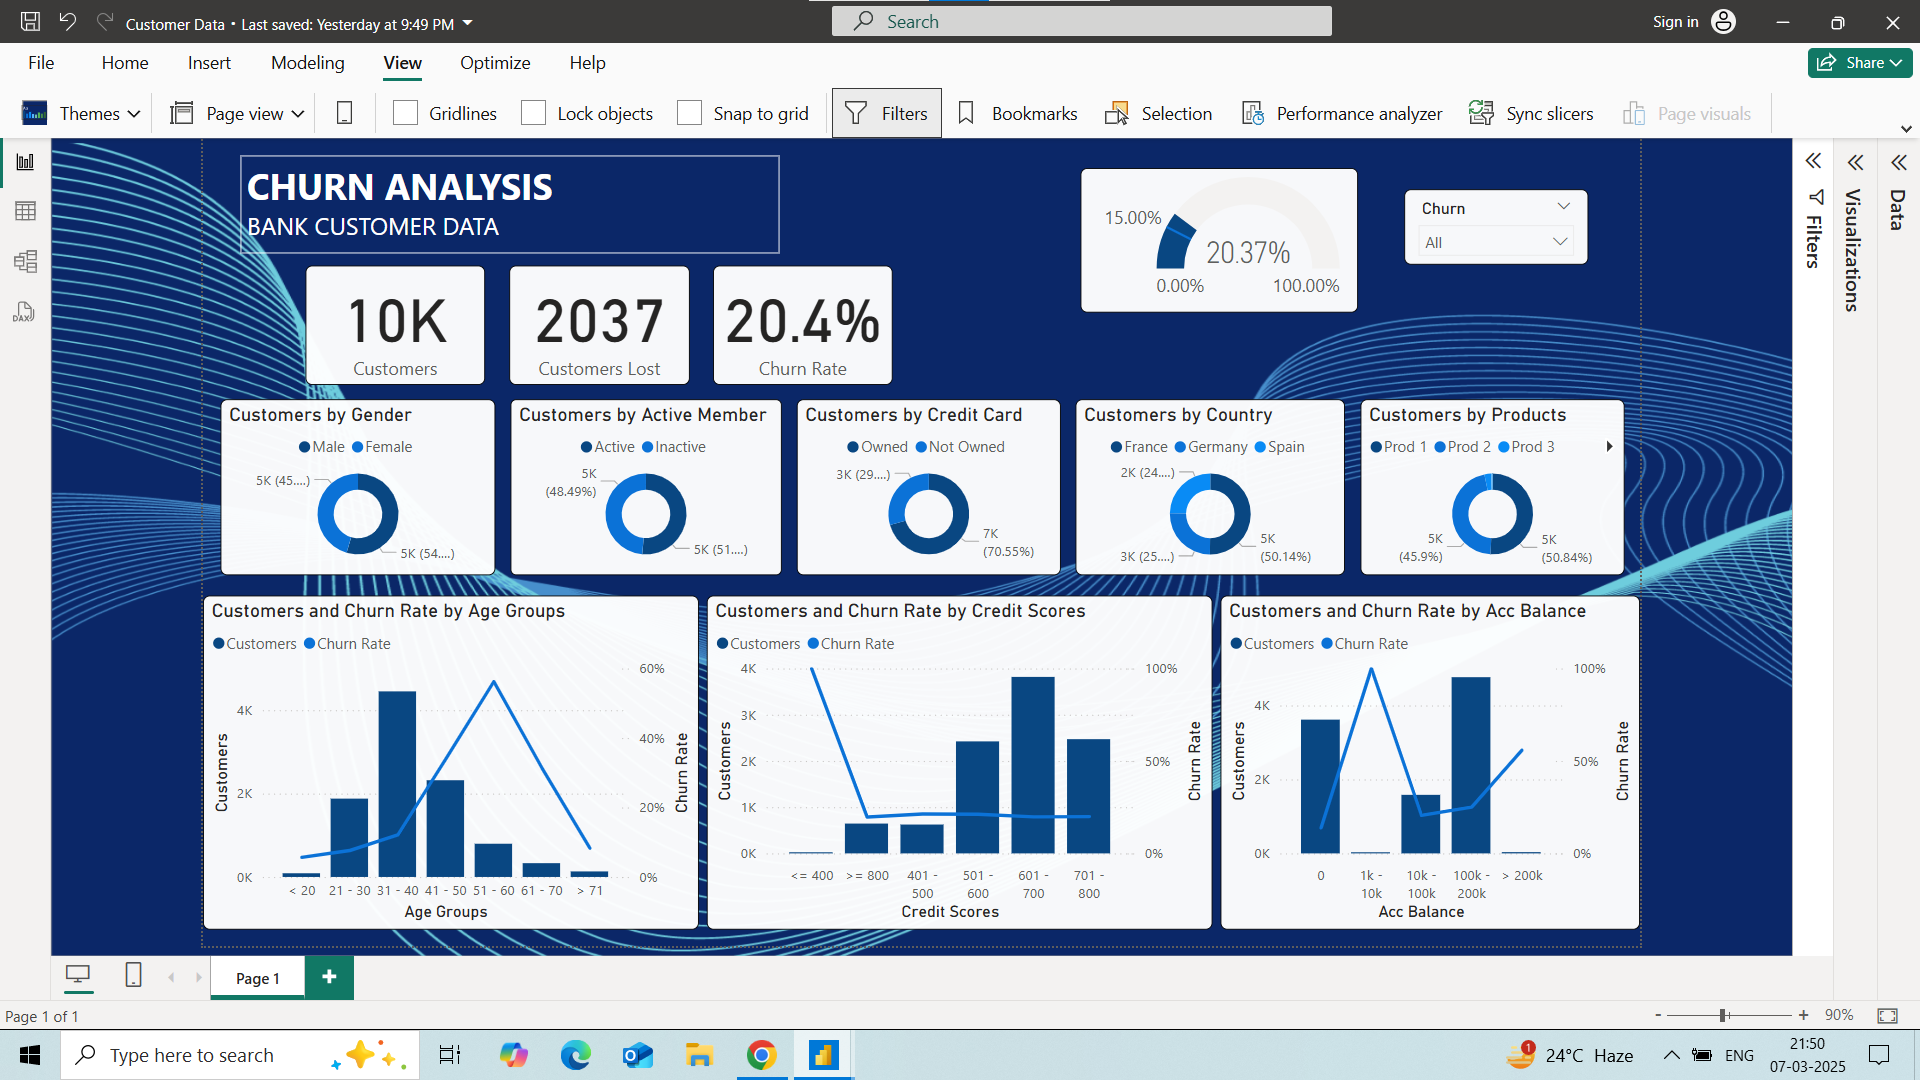 Customer Data • Last saved: Yesterday at 9:49 PM
Search
Sign in
File Home Insert Modeling View Optimize Help
Share
Themes Page view Gridlines Lock objects Snap to grid Filters Bookmarks Selection Performance analyzer Sync slicers Page visuals
DAX
CHURN ANALYSIS
BANK CUSTOMER DATA
15.00%
20.37%
0.00% 100.00%
Churn
All
Filters
Visualizations
Data
10K
Customers
2037
Customers Lost
20.4%
Churn Rate
Customers by Gender
Male Female
5K (45....)
5K (54....)
Customers by Active Member
Active Inactive
5K
(48.49%)
5K (51....)
Customers by Credit Card
Owned Not Owned
3K (29....)
7K
(70.55%)
Customers by Country
France Germany Spain
2K (24....)
3K (25....)
5K
(50.14%)
Customers by Products
Prod 1 Prod 2 Prod 3
5K
(45.9%)
5K
(50.84%)
Customers and Churn Rate by Age Groups
Customers Churn Rate
60%
4K
40%
2K
20%
0K
0%
Customers
Churn Rate
< 20 21 - 30 31 - 40 41 - 50 51 - 60 61 - 70 > 71
Age Groups
Customers and Churn Rate by Credit Scores
Customers Churn Rate
4K 100%
3K
2K 50%
1K
0K 0%
Customers
Churn Rate
<= 400 >= 800 401 - 500 501 - 600 601 - 700 701 - 800
Credit Scores
Customers and Churn Rate by Acc Balance
Customers Churn Rate
100%
4K
50%
2K
0K 0%
Customers
Churn Rate
0 1k - 10k 10k - 100k 100k - 200k > 200k
Acc Balance
Page 1
Page 1 of 1
- + 90%
Type here to search
1
24°C Haze
ENG
21:50
07-03-2025